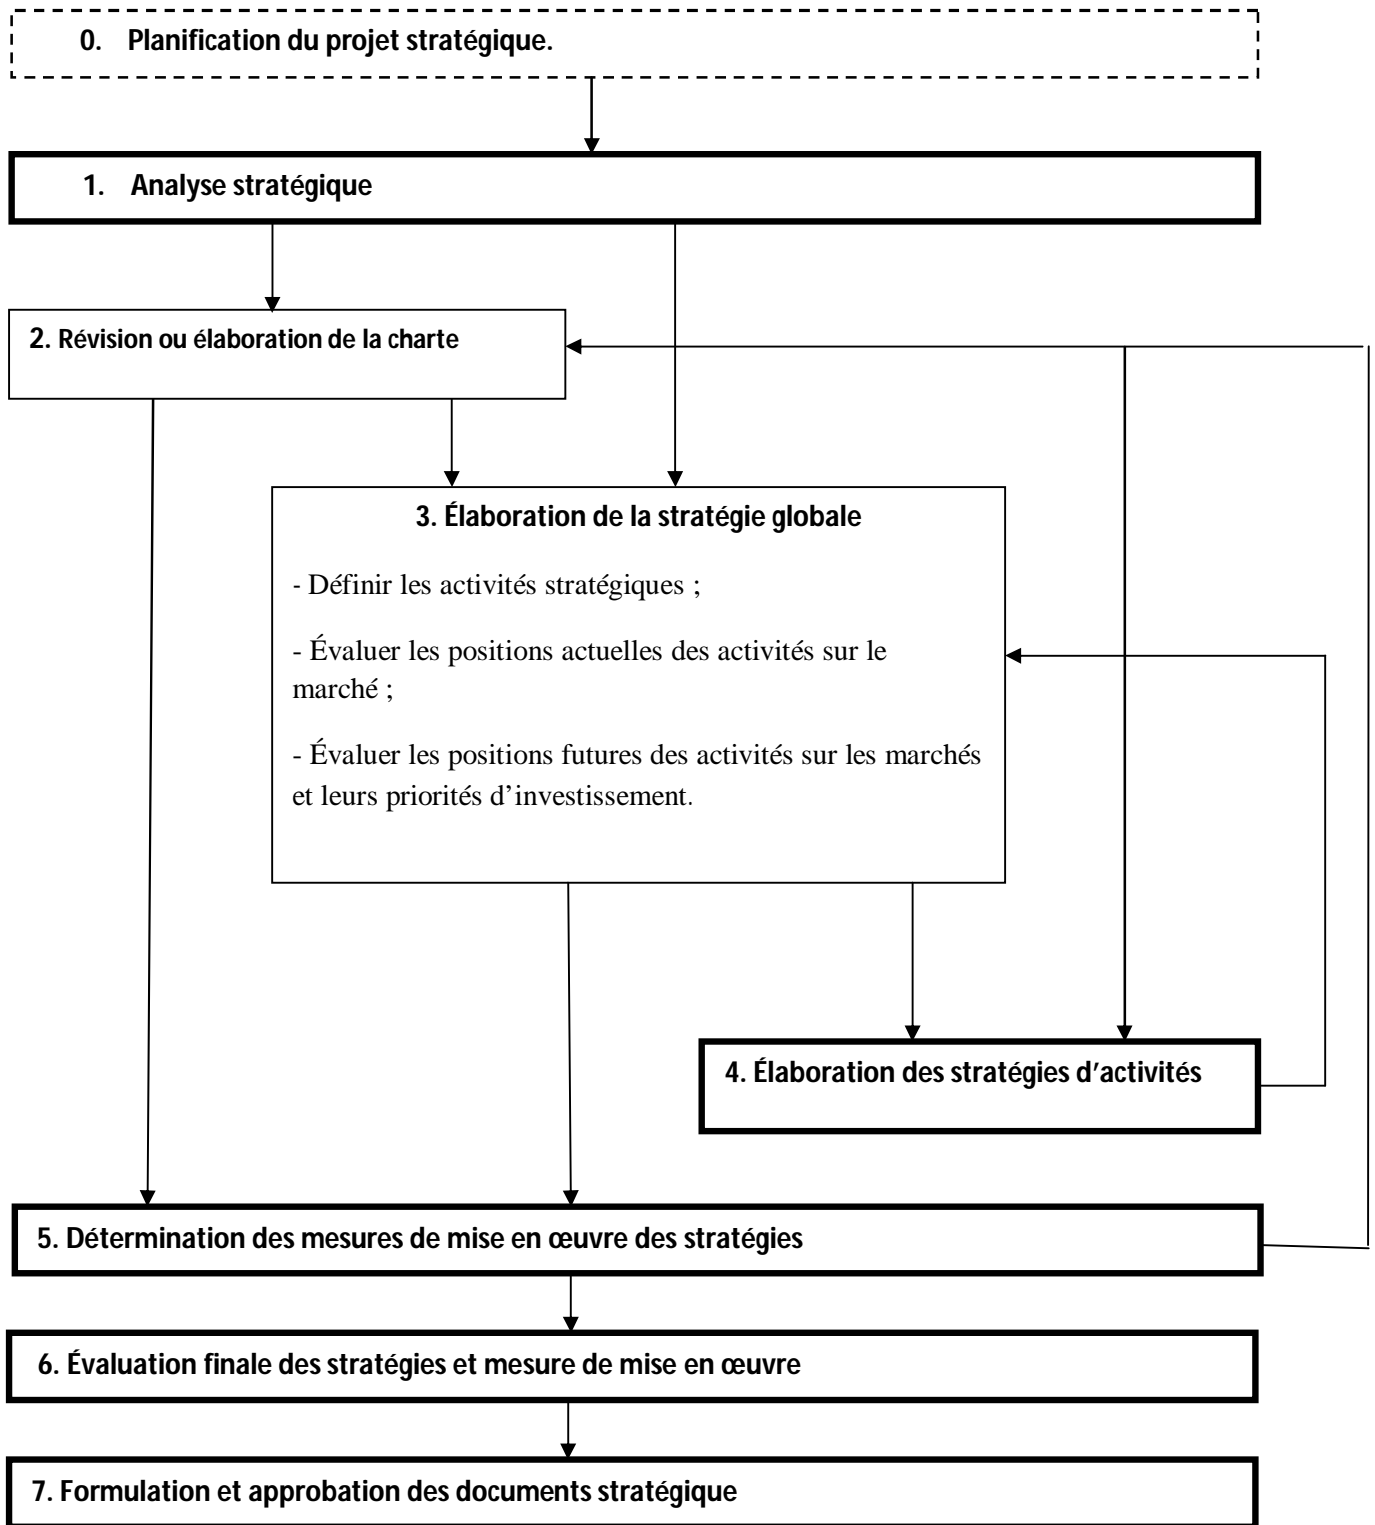 0. Planification du projet stratégique.
1. Analyse stratégique
2. Révision ou élaboration de la charte
3. Élaboration de la stratégie globale
- Définir les activités stratégiques ;
- Évaluer les positions actuelles des activités sur le
marché ;
- Évaluer les positions futures des activités sur les marchés
et leurs priorités d’investissement.
4. Élaboration des stratégies d’activités
5. Détermination des mesures de mise en œuvre des stratégies
6. Évaluation finale des stratégies et mesure de mise en œuvre
7. Formulation et approbation des documents stratégique